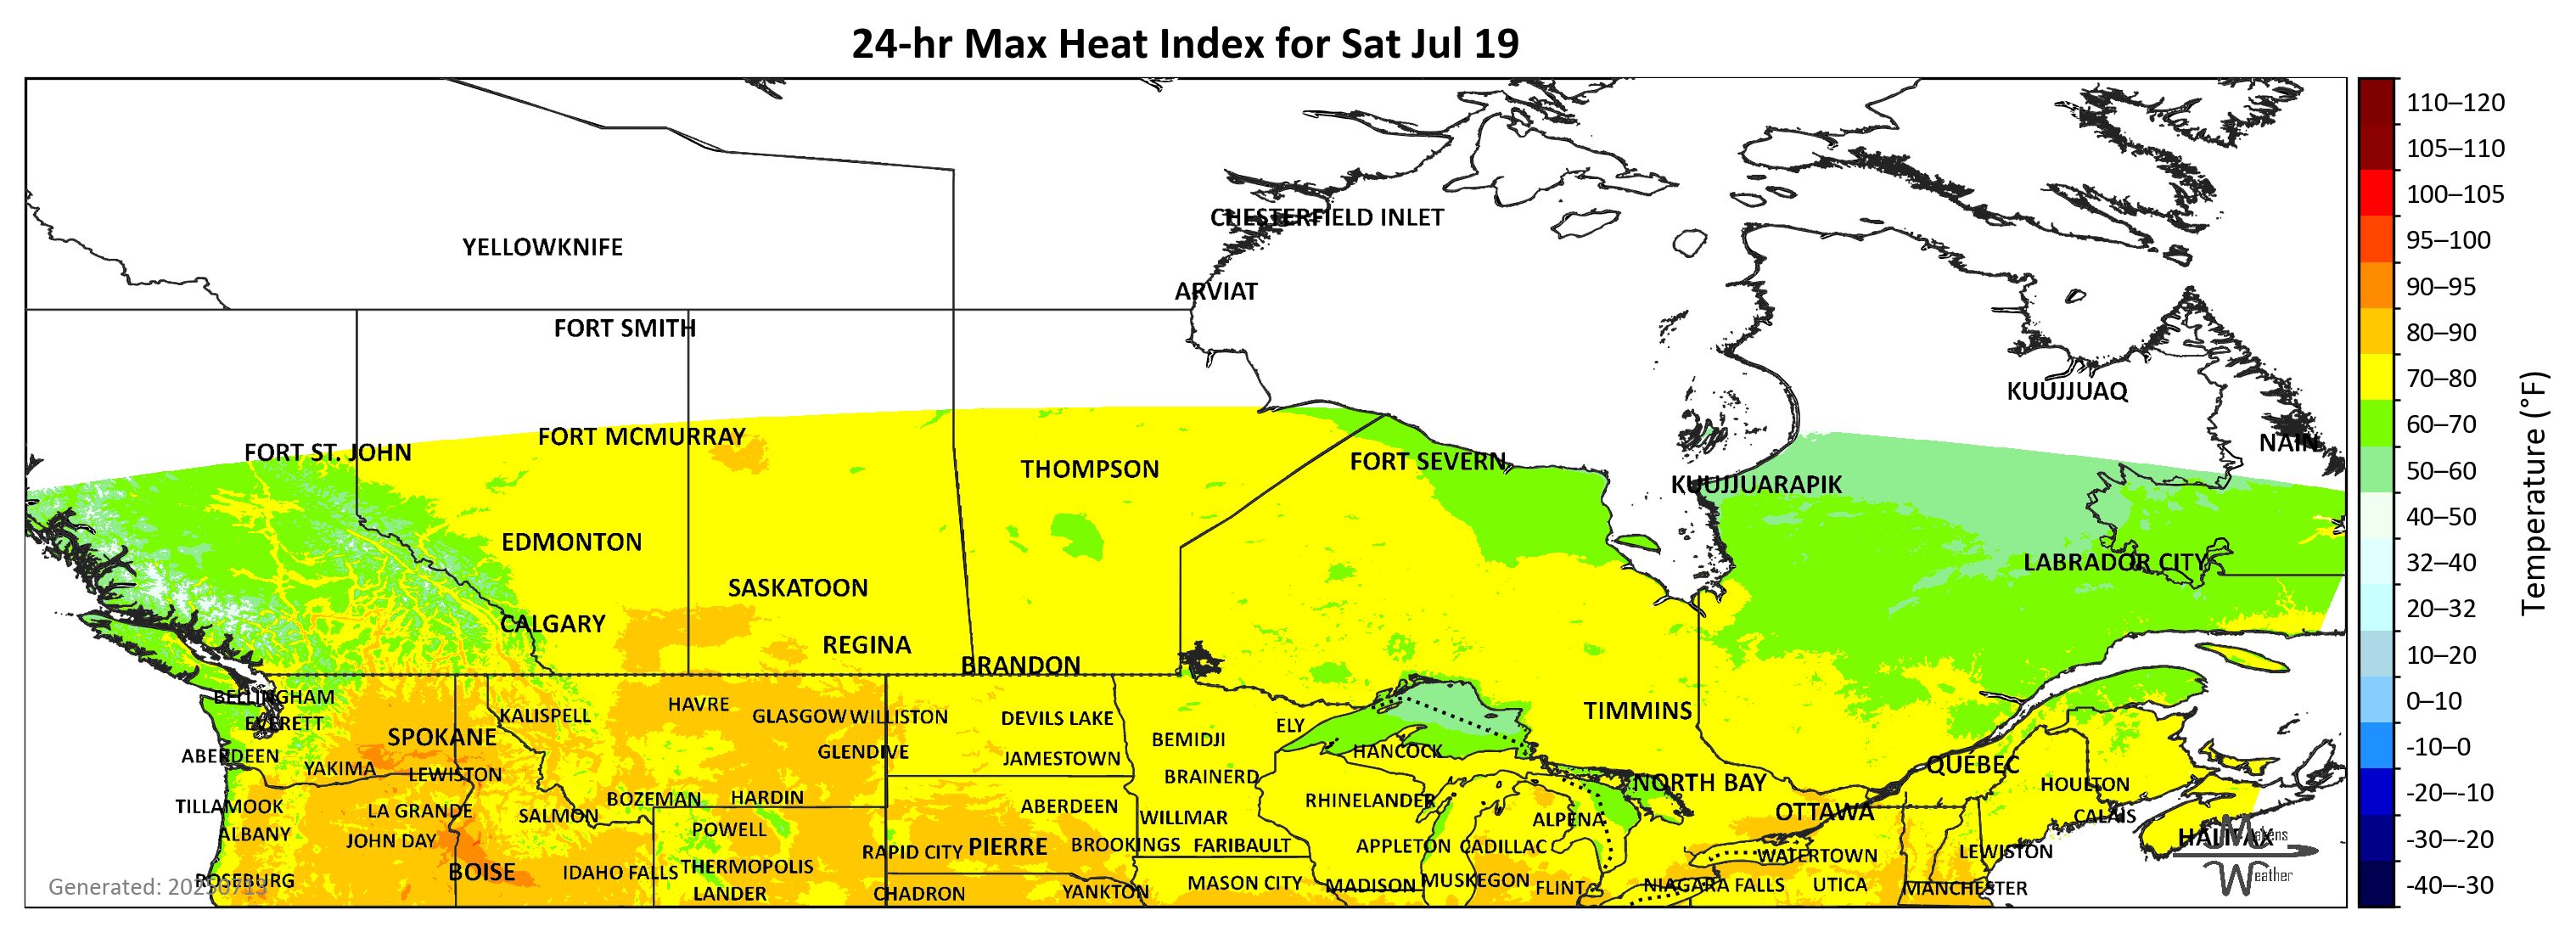 24-hr Max Heat Index for Sat Jul 19
110–120
105–110
CHESTERFIELD INLET
100–105
YELLOWKNIFE
95–100
ARVIAT
90–95
FORT SMITH
80–90
KUUJJUAQ
70–80
FORT ST. JOHN
FORT MCMURRAY
NAIN
60–70
THOMPSON
FORT SEVERN
KUUJJUARAPIK
50–60
EDMONTON
40–50
LABRADOR CITY
32–40
SASKATOON
20–32
CALGARY
REGINA
BRANDON
10–20
BELLINGHAM
HAVRE
0–10
EVERETT
KALISPELL
GLASGOW
WILLISTON
DEVILS LAKE
ELY
TIMMINS
SPOKANE
BEMIDJI
-10–0
ABERDEEN
GLENDIVE
JAMESTOWN
HANCOCK
QUÉBEC
YAKIMA
LEWISTON
BRAINERD
NORTH BAY
HOULTON
-20–-10
TILLAMOOK
LA GRANDE
SALMON
BOZEMAN
HARDIN
ABERDEEN
WILLMAR
RHINELANDER
ALPENA
OTTAWA
CALAIS
ALBANY
JOHN DAY
POWELL
HALIFAX
Makens
Weather
-30–-20
BOISE
IDAHO FALLS
THERMOPOLIS
RAPID CITY
PIERRE
BROOKINGS
FARIBAULT
APPLETON
CADILLAC
WATERTOWN
LEWISTON
ROSEBURG
LANDER
CHADRON
YANKTON
MASON CITY
MADISON
MUSKEGON
FLINT
NIAGARA FALLS
UTICA
MANCHESTER
-40–-30
Generated: 20250713
Temperature (°F)